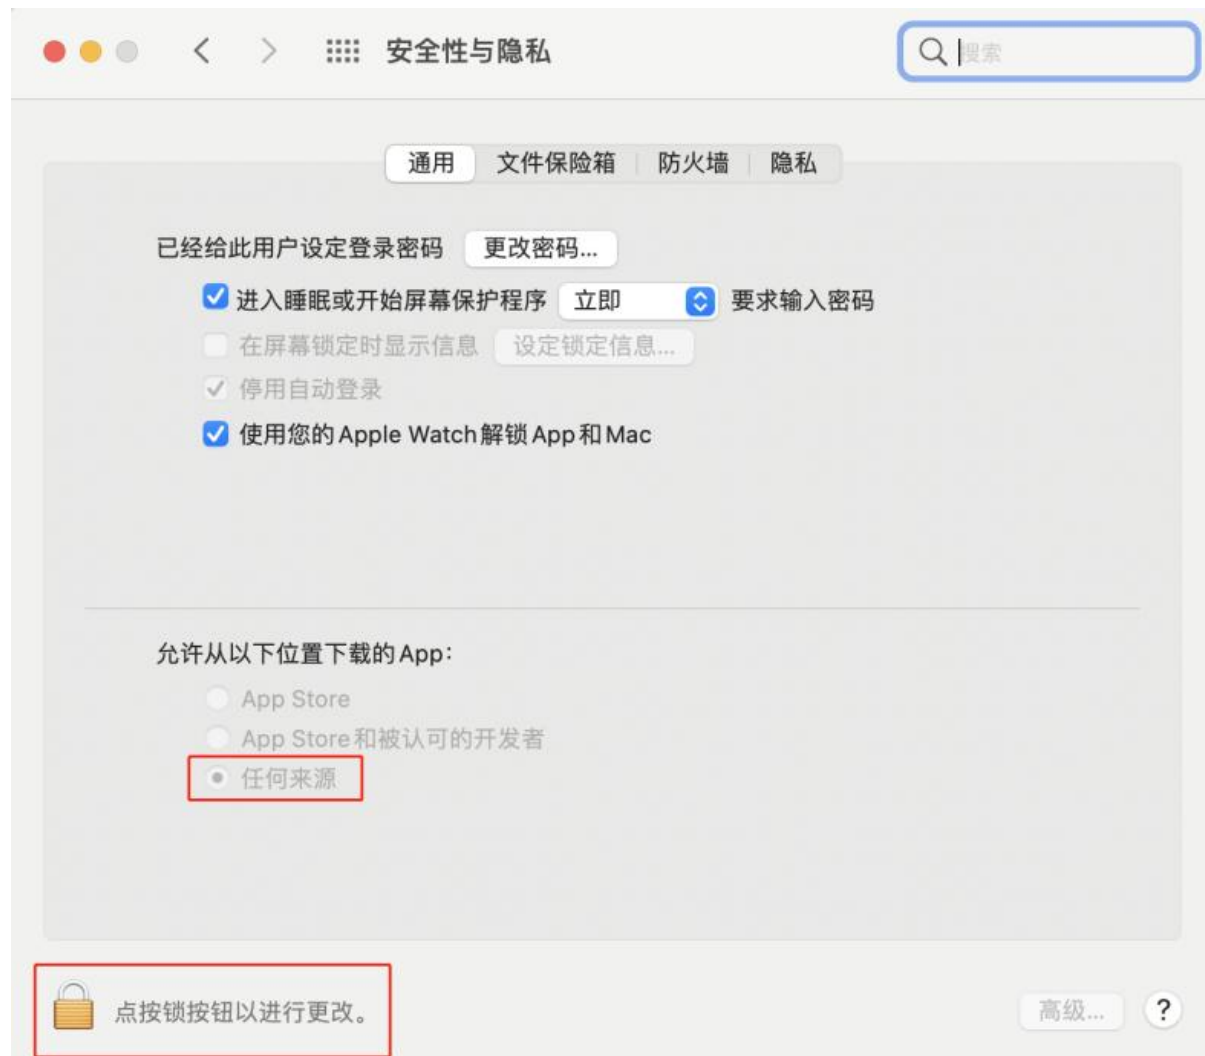 安全性与隐私 搜索
通用 文件保险箱 防火墙 隐私
已经给此用户设定登录密码 更改密码...
进入睡眠或开始屏幕保护程序 立即 要求输入密码
在屏幕锁定时显示信息 设定锁定信息...
停用自动登录
使用您的Apple Watch解锁App和Mac
允许从以下位置下载的App：
App Store
App Store和被认可的开发者
任何来源
点按锁按钮以进行更改。 高级... ?